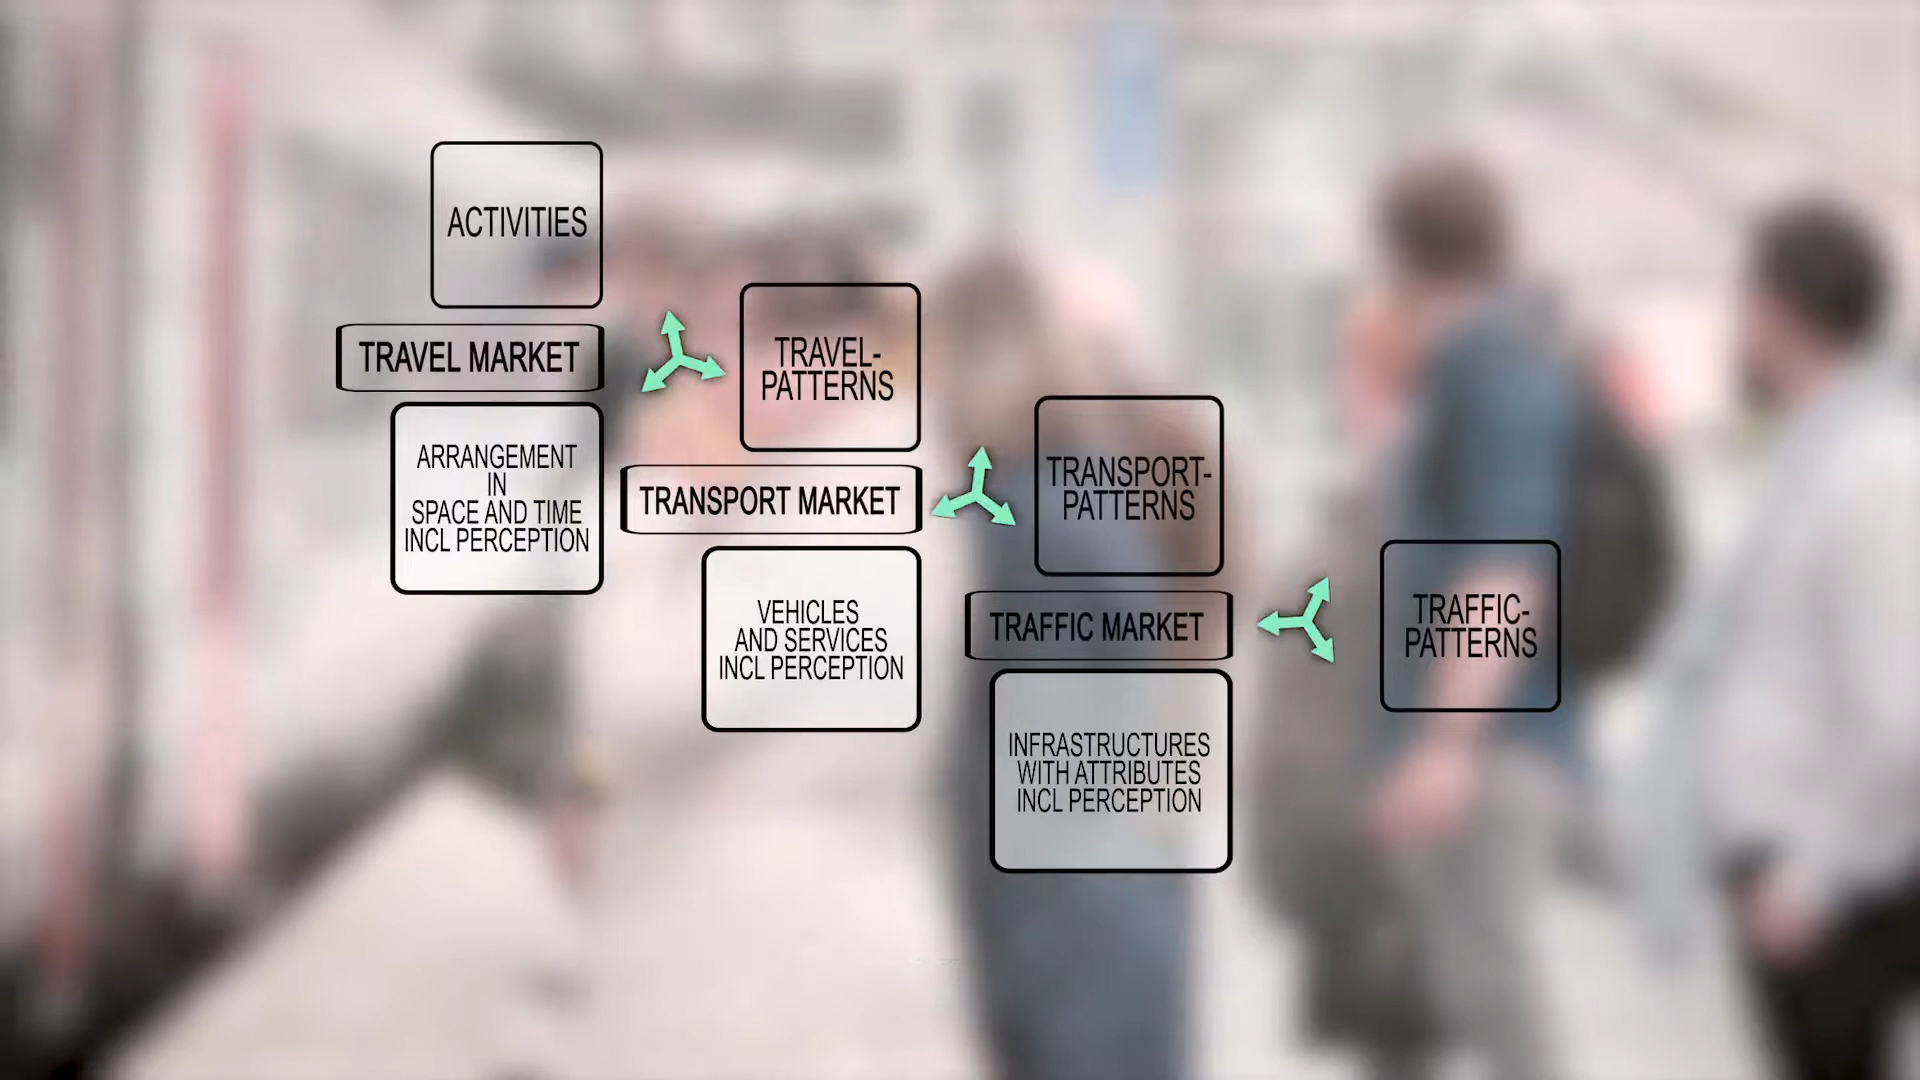 ACTIVITIES
TRAVEL MARKET
ARRANGEMENT
IN
SPACE AND TIME
INCL PERCEPTION
TRAVEL-
PATTERNS
TRANSPORT MARKET
VEHICLES
AND SERVICES
INCL PERCEPTION
TRANSPORT-
PATTERNS
TRAFFIC MARKET
INFRASTRUCTURES
WITH ATTRIBUTES
INCL PERCEPTION
TRAFFIC-
PATTERNS